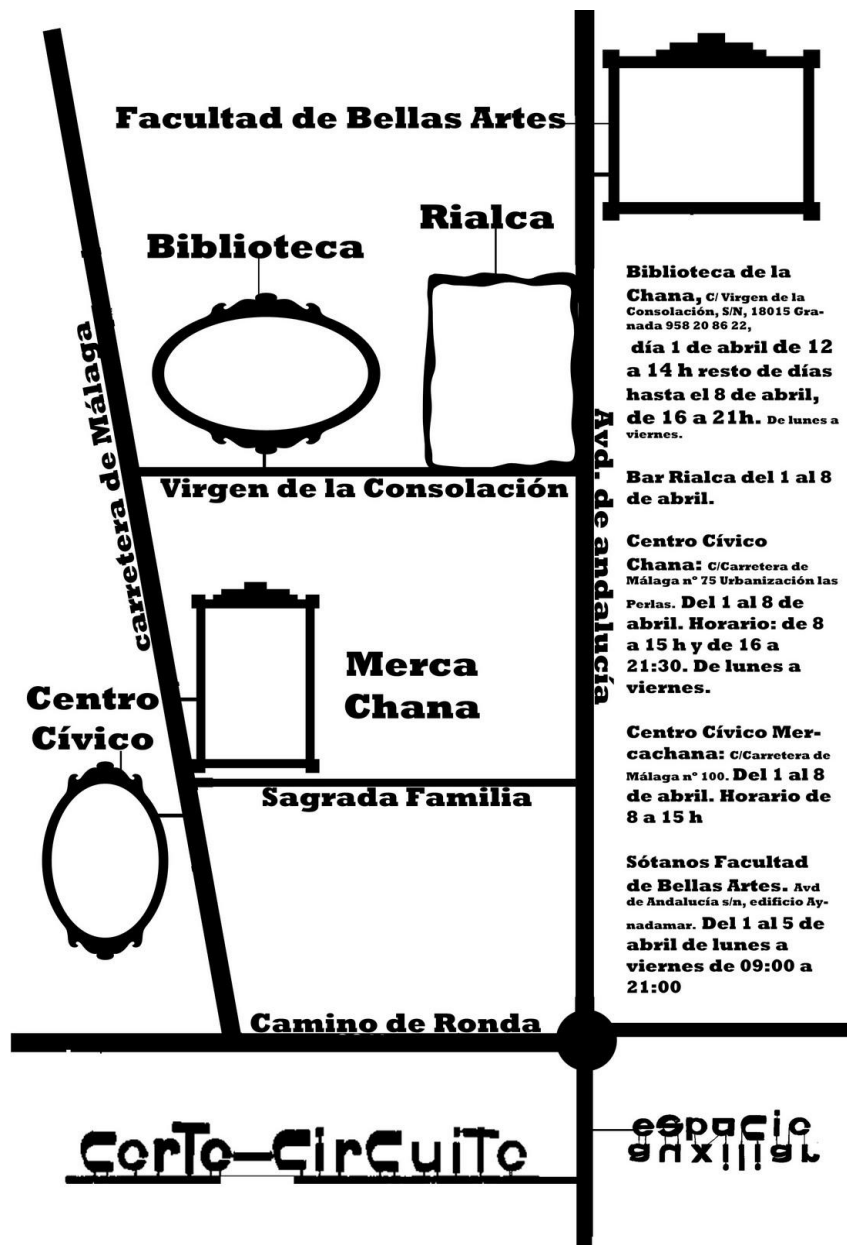 Facultad de Bellas Artes
Rialca
Biblioteca
carretera de Málaga
Virgen de la Consolación
Avd. de andalucía
Merca
Chana
Centro
Cívico
Sagrada Familia
Camino de Ronda
Biblioteca de la
Chana, C/ Virgen de la
Consolación, S/N, 18015 Gra-
nada 958 20 86 22,
día 1 de abril de 12
a 14 h resto de días
hasta el 8 de abril,
de 16 a 21h. De lunes a
viernes.
Bar Rialca del 1 al 8
de abril.
Centro Cívico
Chana: C/Carretera de
Málaga nº 75 Urbanización las
Perlas. Del 1 al 8 de
abril. Horario: de 8
a 15 h y de 16 a
21:30. De lunes a
viernes.
Centro Cívico Mer-
cachana: C/Carretera de
Málaga nº 100. Del 1 al 8
de abril. Horario de
8 a 15 h
Sótanos Facultad
de Bellas Artes. Avd
de Andalucía s/n, edificio Ay-
nadamar. Del 1 al 5 de
abril de lunes a
viernes de 09:00 a
21:00
CorTo-CirCuiTo
espacio
auxiliar